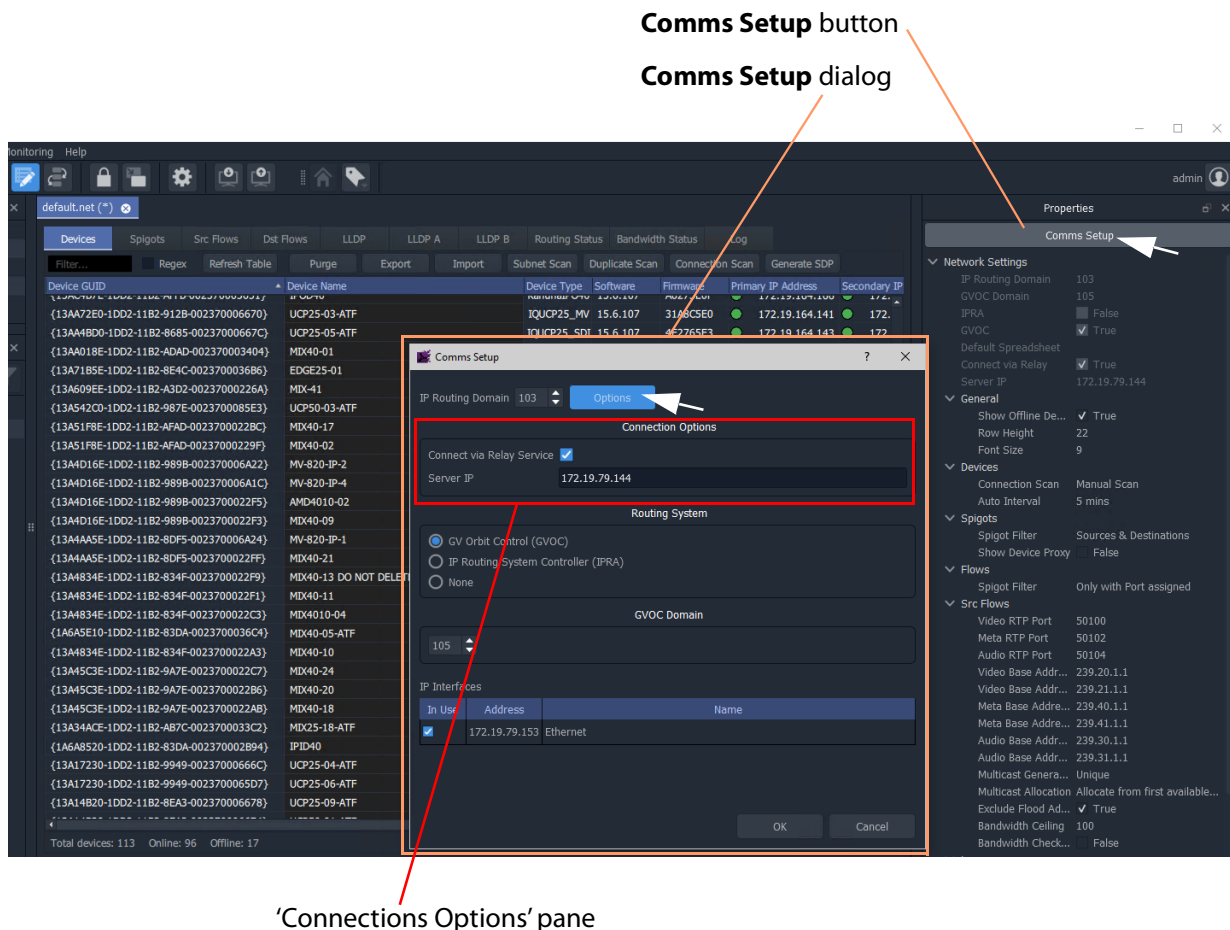 Comms Setup button
Comms Setup dialog
Monitoring Help
admin
default.net (*)
Properties
Comms Setup
Devices Spigots Src Flows Dst Flows LLDP LLDP A LLDP B Routing Status Bandwidth Status Log
Filter... Regex Refresh Table Purge Export Import Subnet Scan Duplicate Scan Connection Scan Generate SDP
Device GUID Device Name Device Type Software Firmware Primary IP Address Secondary IP
{13AA72E0-1DD2-11B2-912B-002370006670} UCP25-03-ATF IQUCP25_MV 15.6.107 31A8C5E0 172.19.164.141 172.
{13AA4BD0-1DD2-11B2-8685-00237000667C} UCP25-05-ATF IQUCP25_SDI 15.6.107 4F2765E3 172.19.164.143 172
{13AA018E-1DD2-11B2-ADAD-002370003404} MIX40-01
{13A71B5E-1DD2-11B2-8E4C-0023700036B6} EDGE25-01
{13A609EE-1DD2-11B2-A3D2-00237000226A} MIX-41
{13A542C0-1DD2-11B2-987E-0023700085E3} UCP50-03-ATF
{13A51F8E-1DD2-11B2-AFAD-0023700022BC} MIX40-17
{13A51F8E-1DD2-11B2-AFAD-00237000229F} MIX40-02
{13A4D16E-1DD2-11B2-989B-002370006A22} MV-820-IP-2
{13A4D16E-1DD2-11B2-989B-002370006A1C} MV-820-IP-4
{13A4D16E-1DD2-11B2-989B-0023700022F5} AMD4010-02
{13A4D16E-1DD2-11B2-989B-0023700022F3} MIX40-09
{13A4AA5E-1DD2-11B2-8DF5-002370006A24} MV-820-IP-1
{13A4AA5E-1DD2-11B2-8DF5-0023700022FF} MIX40-21
{13A4834E-1DD2-11B2-834F-0023700022F9} MIX40-13 DO NOT DELET
{13A4834E-1DD2-11B2-834F-0023700022F1} MIX40-11
{13A4834E-1DD2-11B2-834F-0023700022C3} MIX4010-04
{1A6A5E10-1DD2-11B2-83DA-0023700036C4} MIX40-05-ATF
{13A4834E-1DD2-11B2-834F-0023700022A3} MIX40-10
{13A45C3E-1DD2-11B2-9A7E-0023700022C7} MIX40-24
{13A45C3E-1DD2-11B2-9A7E-0023700022B6} MIX40-20
{13A45C3E-1DD2-11B2-9A7E-0023700022AB} MIX40-18
{13A34ACE-1DD2-11B2-AB7C-0023700033C2} MIX25-18-ATF
{1A6A8520-1DD2-11B2-83DA-002370002B94} IPID40
{13A17230-1DD2-11B2-9949-00237000666C} UCP25-04-ATF
{13A17230-1DD2-11B2-9949-0023700065D7} UCP25-06-ATF
{13A14B20-1DD2-11B2-8EA3-002370006678} UCP25-09-ATF
Total devices: 113 Online: 96 Offline: 17
Comms Setup ? ×
IP Routing Domain 103 Options
Connection Options
Connect via Relay Service
Server IP 172.19.79.144
Routing System
GV Orbit Control (GVOC)
IP Routing System Controller (IPRA)
None
GVOC Domain
105
IP Interfaces
In Use Address Name
172.19.79.153 Ethernet
OK Cancel
Network Settings
IP Routing Domain 103
GVOC Domain 105
IPRA False
GVOC True
Default Spreadsheet
Connect via Relay True
Server IP 172.19.79.144
General
Show Offline De... True
Row Height 22
Font Size 9
Devices
Connection Scan Manual Scan
Auto Interval 5 mins
Spigots
Spigot Filter Sources & Destinations
Show Device Proxy False
Flows
Spigot Filter Only with Port assigned
Src Flows
Video RTP Port 50100
Meta RTP Port 50102
Audio RTP Port 50104
Video Base Addr... 239.20.1.1
Video Base Addr... 239.21.1.1
Meta Base Addre... 239.40.1.1
Meta Base Addre... 239.41.1.1
Audio Base Addr... 239.30.1.1
Audio Base Addr... 239.31.1.1
Multicast Genera... Unique
Multicast Allocation Allocate from first available...
Exclude Flood Ad... True
Bandwidth Ceiling 100
Bandwidth Check... False
‘Connections Options’ pane